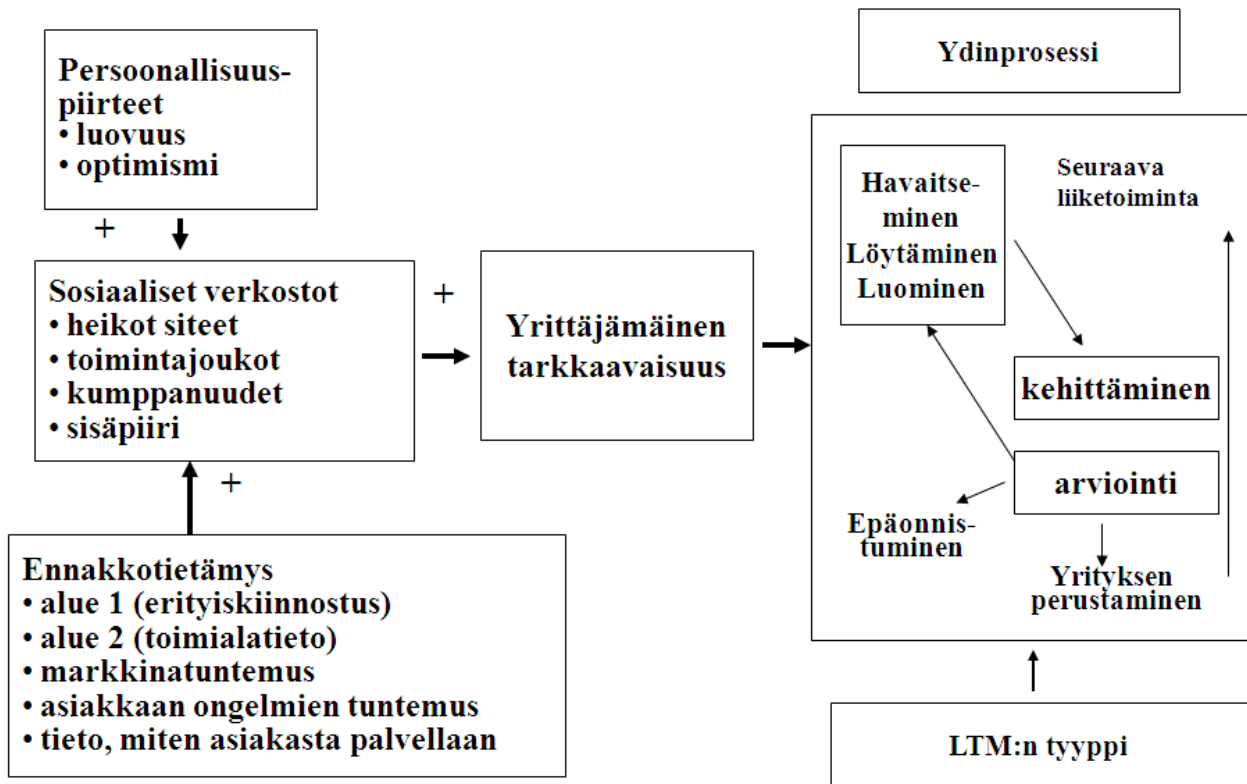 Persoonallisuus-
piirteet
• luovuus
• optimismi
+
Sosiaaliset verkostot
• heikot siteet
• toimintajoukot
• kumppanuudet
• sisäpiiri
+
Ennakkotietämys
• alue 1 (erityiskiinnostus)
• alue 2 (toimialatieto)
• markkinatuntemus
• asiakkaan ongelmien tuntemus
• tieto, miten asiakasta palvellaan
+
Yrittäjämäinen
tarkkaavaisuus
Ydinprosessi
Havaitse-
minen
Löytäminen
Luominen
Seuraava
liiketoiminta
kehittäminen
arviointi
Epäonnis-
tuminen
Yrityksen
perustaminen
LTM:n tyyppi